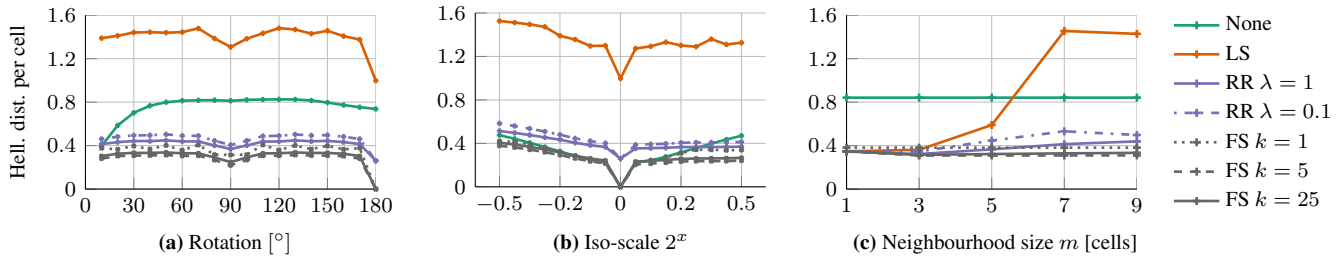 Hell. dist. per cell
1.6
1.2
0.8
0.4
0
0 30 60 90 120 150 180
(a) Rotation [°]
1.6
1.2
0.8
0.4
0
−0.5 −0.2 0 0.2 0.5
(b) Iso-scale 2^x
1.6
1.2
0.8
0.4
0
1 3 5 7 9
(c) Neighbourhood size m [cells]
None
LS
RR λ = 1
RR λ = 0.1
FS k = 1
FS k = 5
FS k = 25